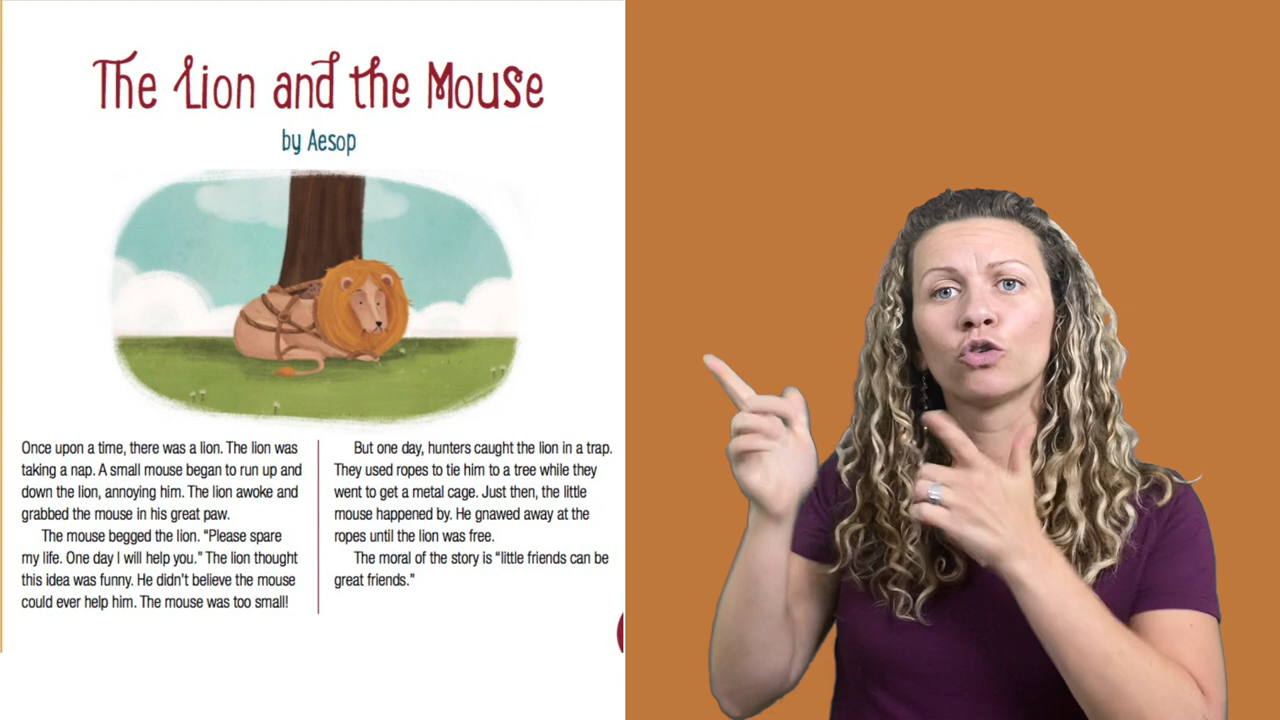 The Lion and the Mouse
by Aesop
Once upon a time, there was a lion. The lion was
taking a nap. A small mouse began to run up and
down the lion, annoying him. The lion awoke and
grabbed the mouse in his great paw.
The mouse begged the lion. “Please spare
my life. One day I will help you.” The lion thought
this idea was funny. He didn’t believe the mouse
could ever help him. The mouse was too small!
But one day, hunters caught the lion in a trap.
They used ropes to tie him to a tree while they
went to get a metal cage. Just then, the little
mouse happened by. He gnawed away at the
ropes until the lion was free.
The moral of the story is “little friends can be
great friends.”